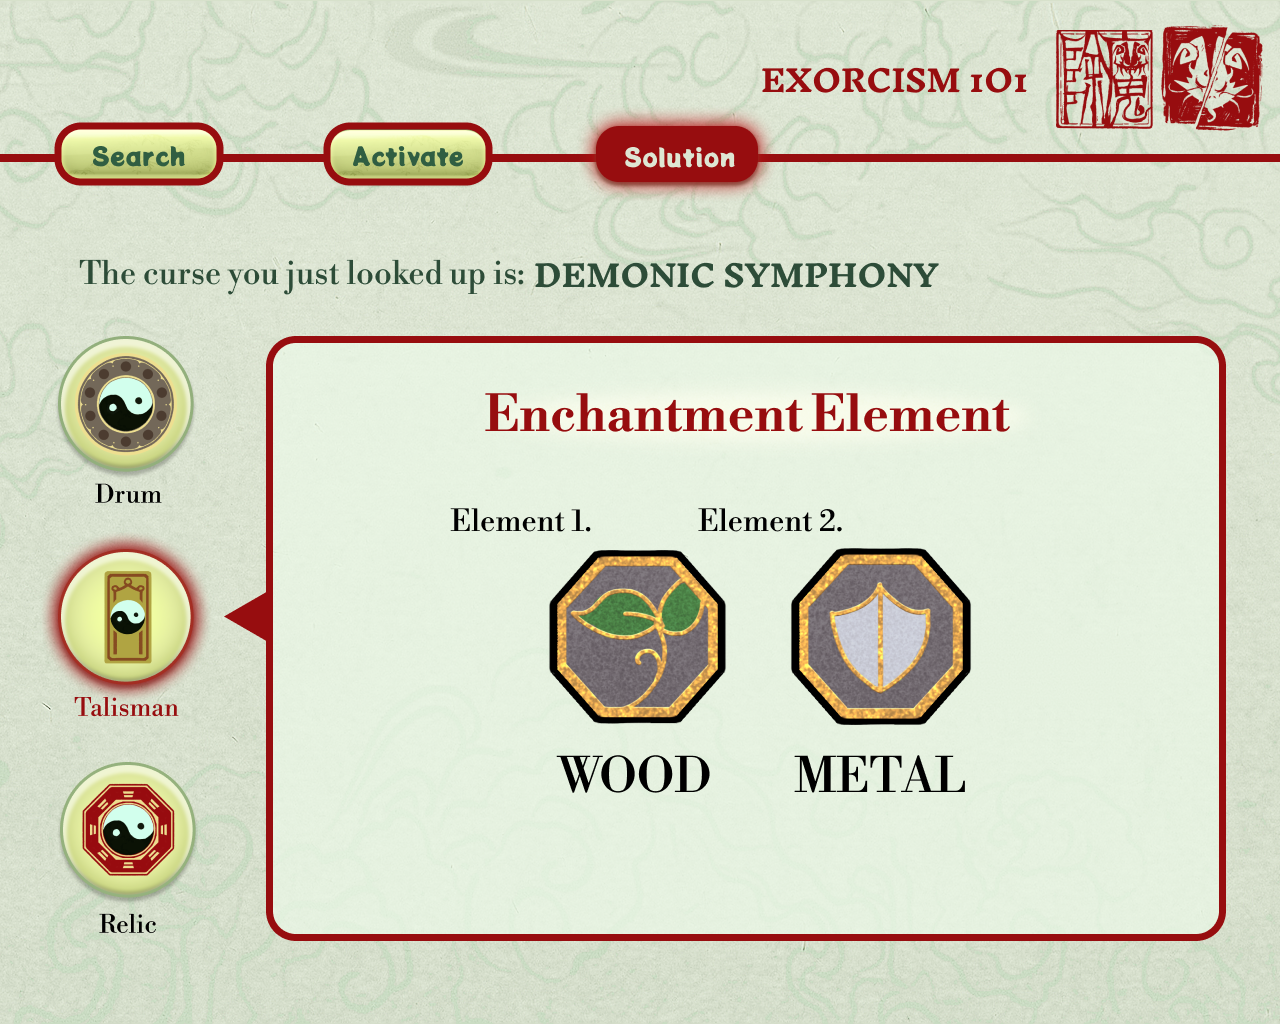 EXORCISM 101
Search
Activate
Solution
The curse you just looked up is: DEMONIC SYMPHONY
Drum
Talisman
Relic
Enchantment Element
Element 1.
Element 2.
WOOD
METAL